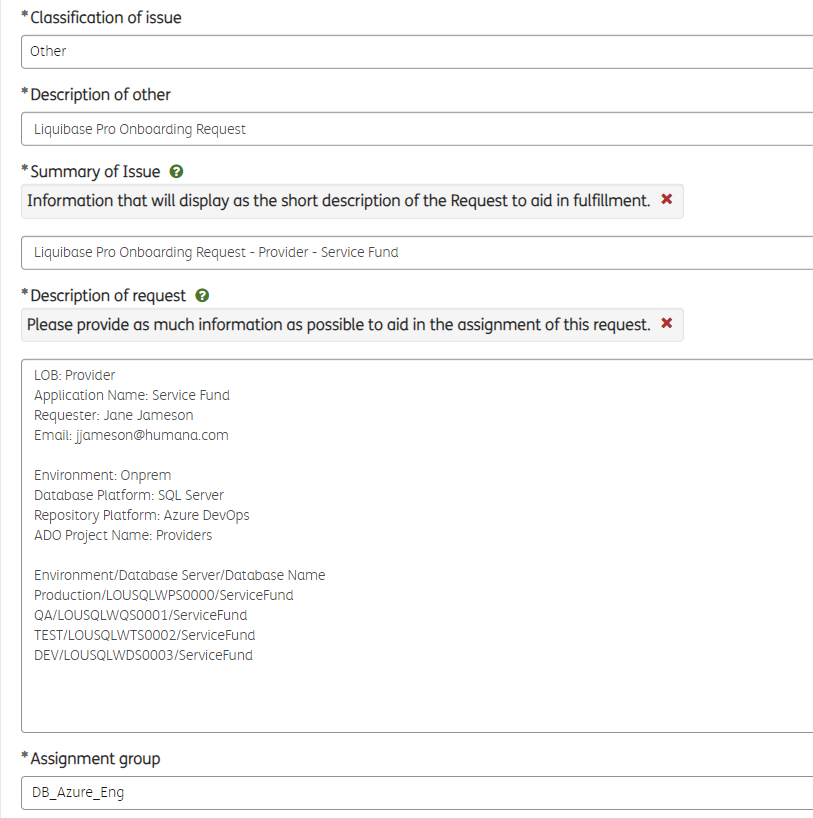 *Classification of issue
Other
*Description of other
Liquibase Pro Onboarding Request
*Summary of Issue ?
Information that will display as the short description of the Request to aid in fulfillment. ✖
Liquibase Pro Onboarding Request - Provider - Service Fund
*Description of request ?
Please provide as much information as possible to aid in the assignment of this request. ✖
LOB: Provider
Application Name: Service Fund
Requester: Jane Jameson
Email: jjameson@humana.com
Environment: Onprem
Database Platform: SQL Server
Repository Platform: Azure DevOps
ADO Project Name: Providers
Environment/Database Server/Database Name
Production/LOUSQLWPS0000/ServiceFund
QA/LOUSQLWQS0001/ServiceFund
TEST/LOUSQLWTS0002/ServiceFund
DEV/LOUSQLWDS0003/ServiceFund
*Assignment group
DB_Azure_Eng